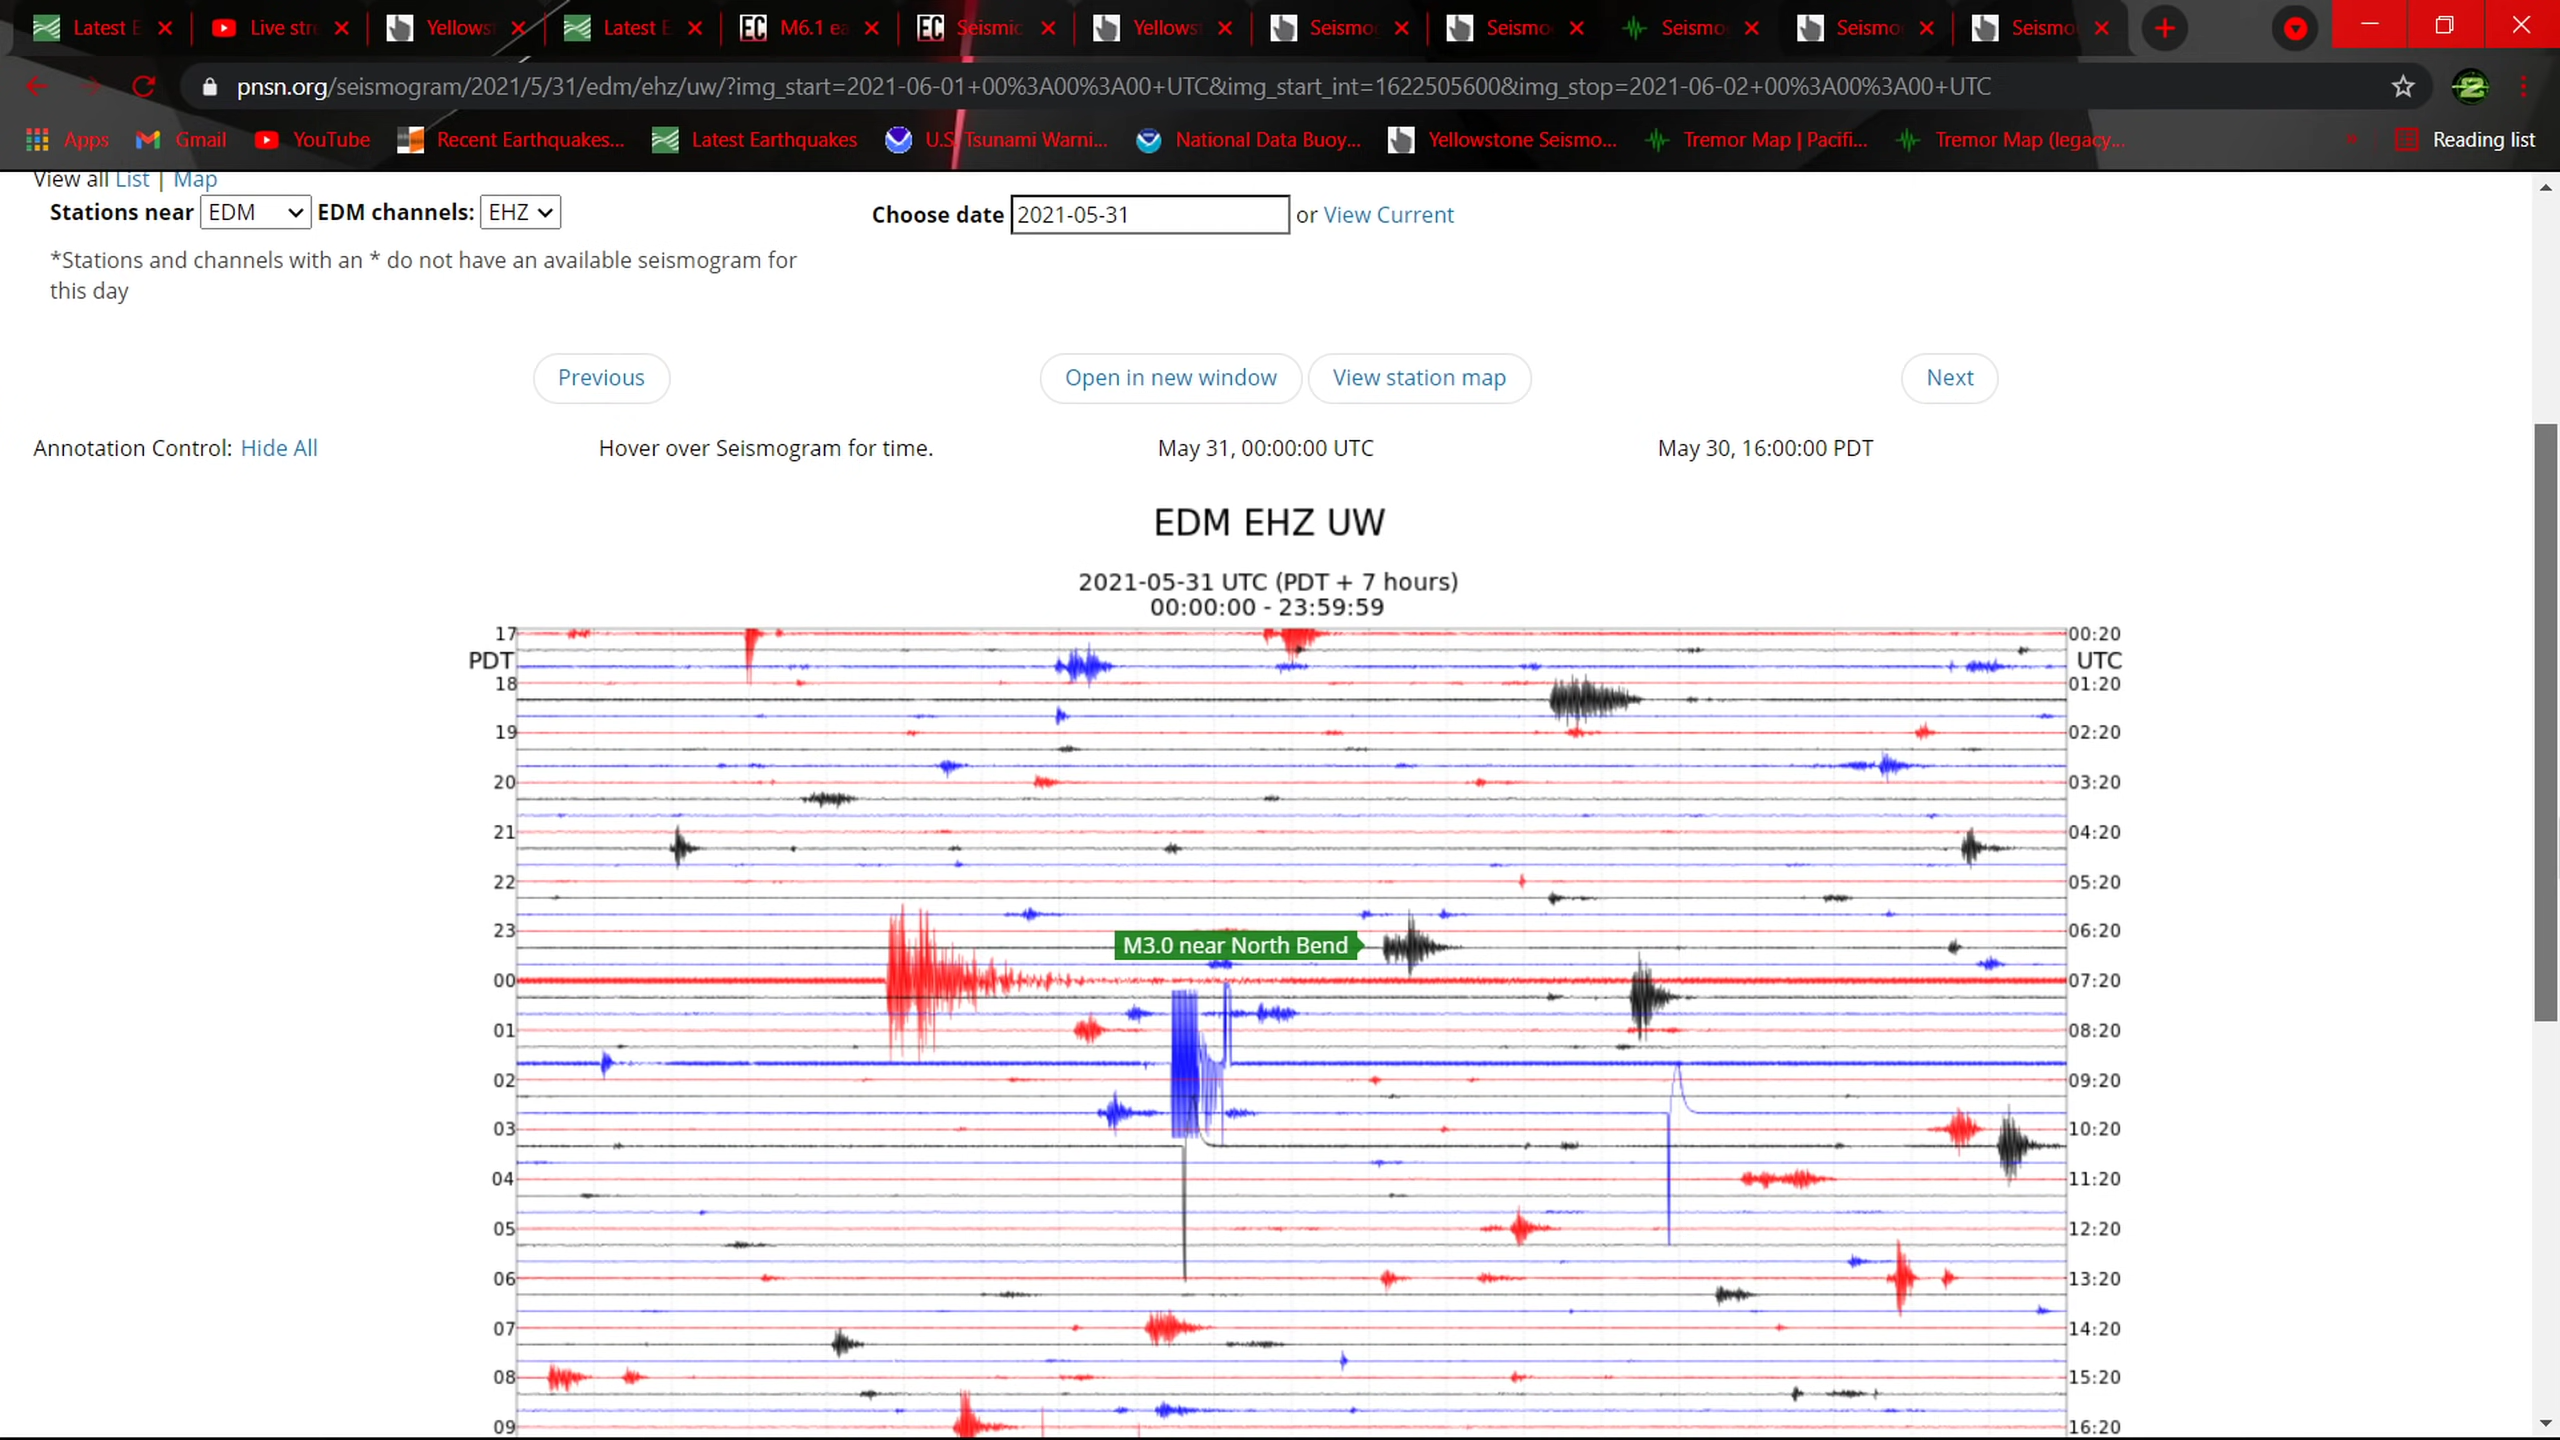 Latest E
Live stre
Yellows
Latest E
EC M6.1 ea
EC Seismic
Yellows
Seismo
Seismo
Seismo
Seismo
Seismo
pnsn.org/seismogram/2021/5/31/edm/ehz/uw/?img_start=2021-06-01+00%3A00%3A00+UTC&img_start_int=1622505600&img_stop=2021-06-02+00%3A00%3A00+UTC
Apps Gmail YouTube Recent Earthquakes... Latest Earthquakes U.S. Tsunami Warni... National Data Buoy... Yellowstone Seismo... Tremor Map | Pacifi... Tremor Map (legacy... Reading list
View all List | Map
Stations near EDM EDM channels: EHZ
Choose date 2021-05-31 or View Current
*Stations and channels with an * do not have an available seismogram for
this day
Previous Open in new window View station map Next
Annotation Control: Hide All Hover over Seismogram for time. May 31, 00:00:00 UTC May 30, 16:00:00 PDT
EDM EHZ UW
2021-05-31 UTC (PDT + 7 hours)
00:00:00 - 23:59:59
17 00:20
PDT UTC
18 01:20
19 02:20
20 03:20
21 04:20
22 05:20
23 06:20
M3.0 near North Bend
00 07:20
01 08:20
02 09:20
03 10:20
04 11:20
05 12:20
06 13:20
07 14:20
08 15:20
09 16:20